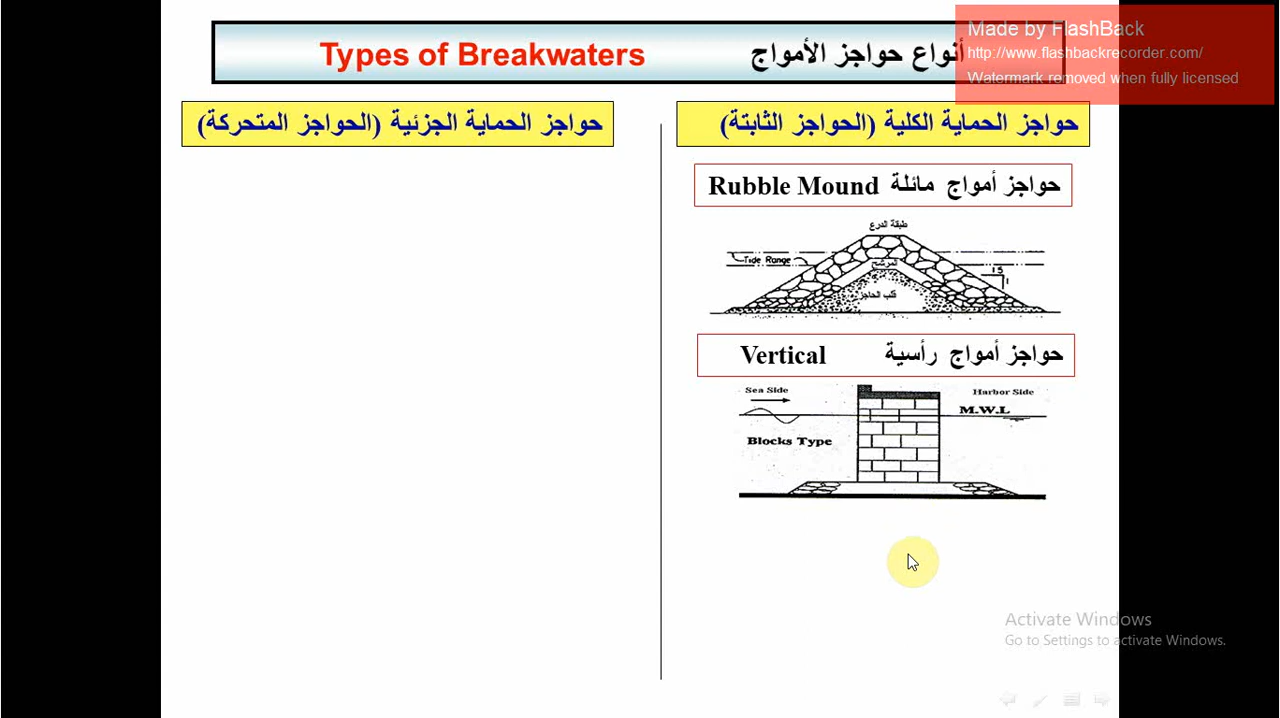 Types of Breakwaters أنواع حواجز الأمواج
Made by FlashBack
http://www.flashbackrecorder.com/
Watermark removed when fully licensed
حواجز الحماية الكلية (الحواجز الثابتة)
حواجز أمواج مائلة Rubble Mound
طبقة الدرع
Tide Range
المرشح
1.5
1
قلب الحاجز
حواجز أمواج رأسية Vertical
Sea Side
Harbor Side
M.W.L
Blocks Type
حواجز الحماية الجزئية (الحواجز المتحركة)
Activate Windows
Go to Settings to activate Windows.